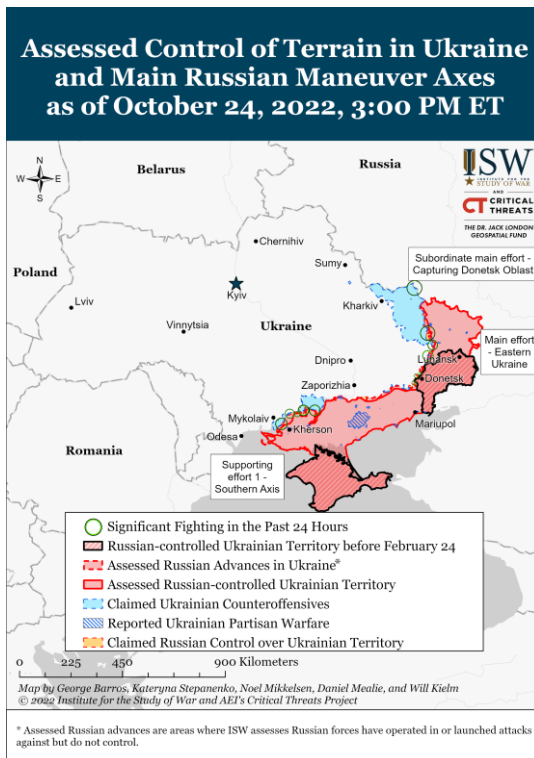 Assessed Control of Terrain in Ukraine
and Main Russian Maneuver Axes
as of October 24, 2022, 3:00 PM ET
N
W E
S
Belarus
Russia
ISW
INSTITUTE FOR THE
STUDY OF WAR
AND
CT CRITICAL
THREATS
THE DR. JACK LONDON
GEOSPATIAL FUND
Chernihiv
Sumy
Subordinate main effort -
Capturing Donetsk Oblast
Poland
Kyiv
Kharkiv
Lviv
Vinnytsia
Ukraine
Main effort
- Eastern
Ukraine
Luhansk
Dnipro
Donetsk
Zaporizhia
Mykolaiv
Mariupol
Kherson
Odesa
Romania
Supporting
effort 1 -
Southern Axis
Significant Fighting in the Past 24 Hours
Russian-controlled Ukrainian Territory before February 24
Assessed Russian Advances in Ukraine*
Assessed Russian-controlled Ukrainian Territory
Claimed Ukrainian Counteroffensives
Reported Ukrainian Partisan Warfare
Claimed Russian Control over Ukrainian Territory
0 225 450 900 Kilometers
Map by George Barros, Kateryna Stepanenko, Noel Mikkelsen, Daniel Mealie, and Will Kielm
© 2022 Institute for the Study of War and AEI's Critical Threats Project
* Assessed Russian advances are areas where ISW assesses Russian forces have operated in or launched attacks
against but do not control.